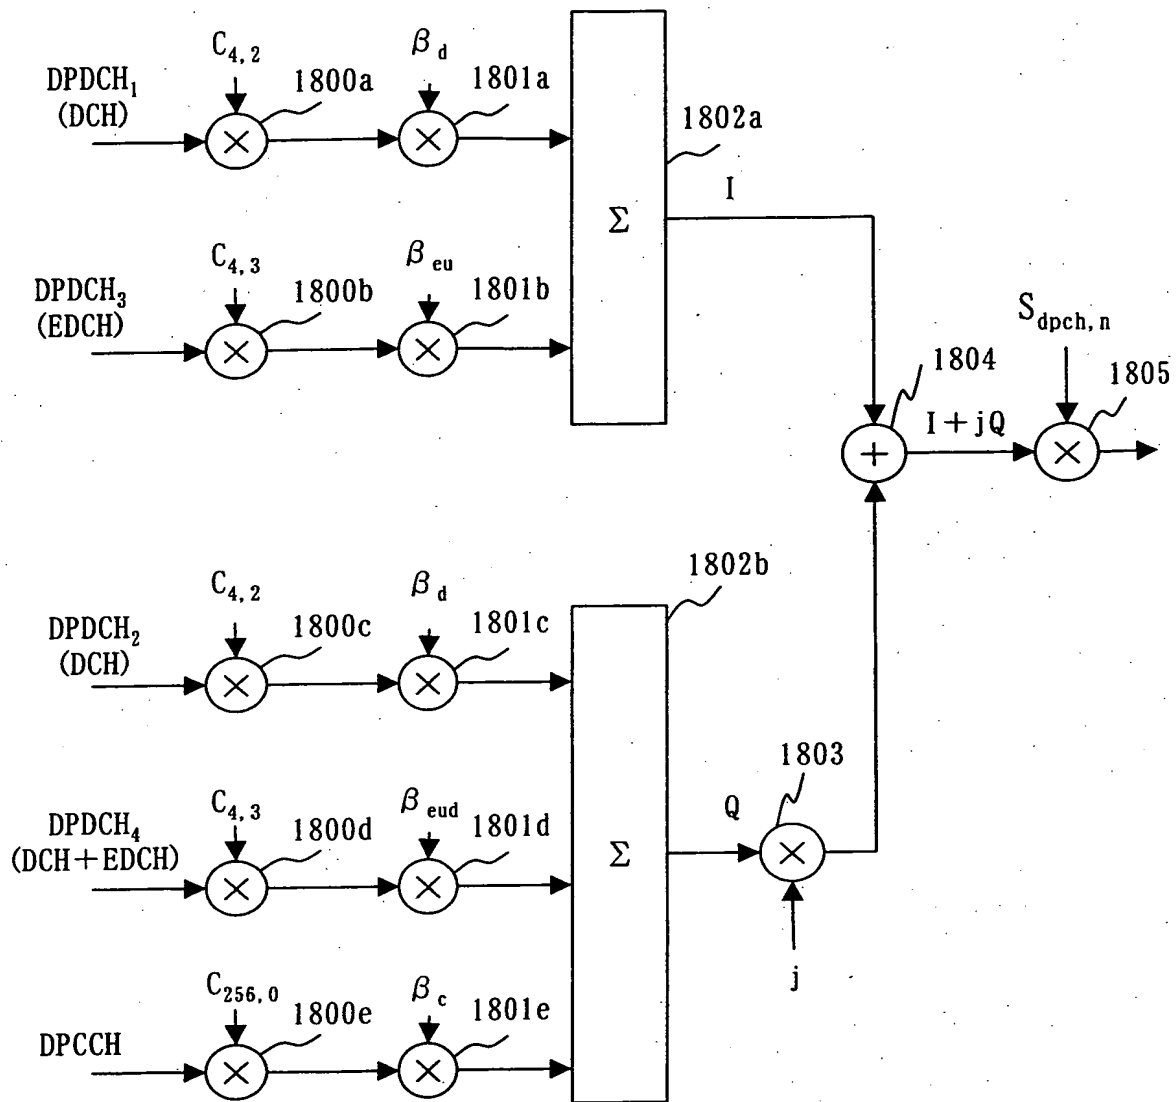 C4,2
βd
DPDCH1
(DCH)
1800a
1801a
1802a
I
Σ
C4,3
βeu
DPDCH3
(EDCH)
1800b
1801b
Sdpch,n
1804
1805
I+jQ
+
C4,2
βd
1802b
DPDCH2
(DCH)
1800c
1801c
1803
C4,3
βeud
Q
DPDCH4
(DCH+EDCH)
1800d
1801d
Σ
j
C256,0
βc
DPCCH
1800e
1801e